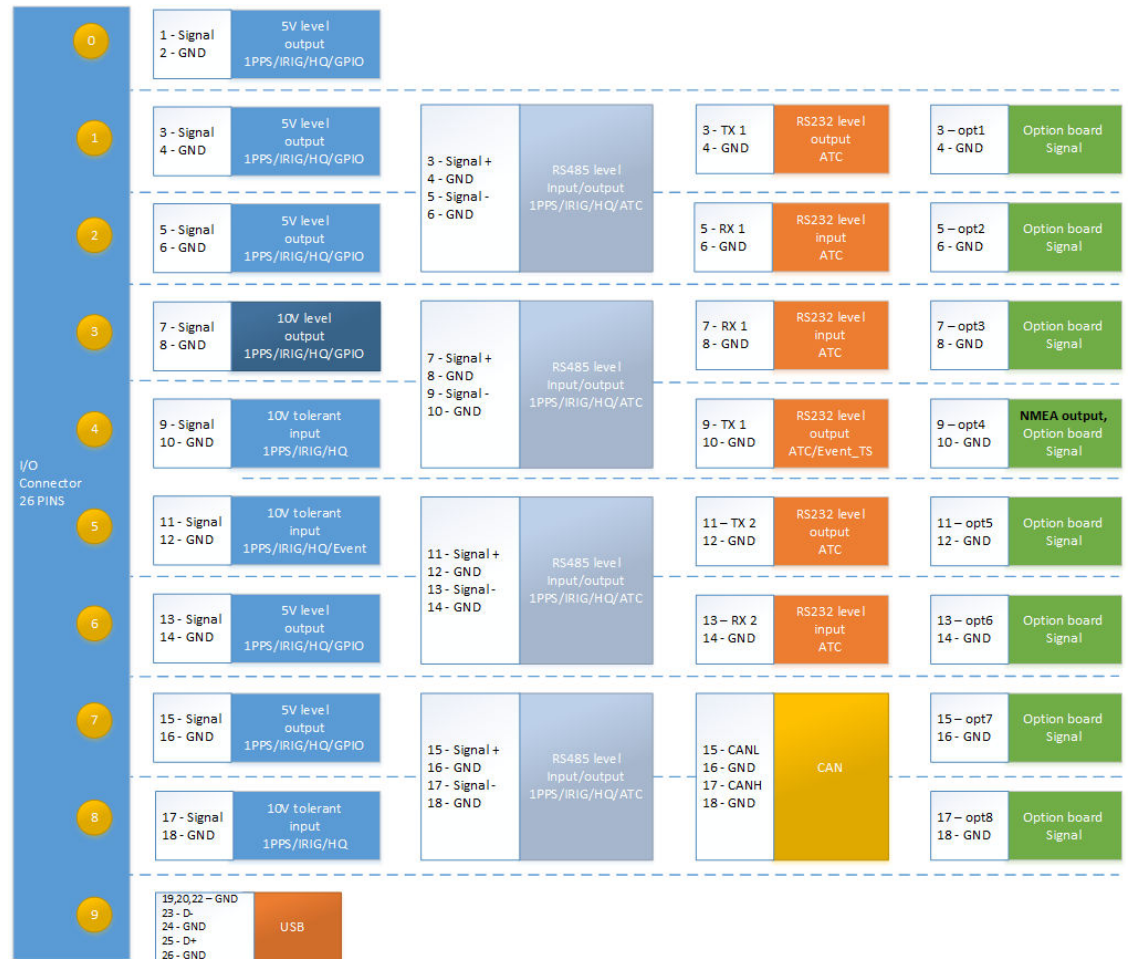 I/O
Connector
26 PINS
0
1 - Signal
2 - GND
5V level
output
1PPS/IRIG/HQ/GPIO
1
3 - Signal
4 - GND
5V level
output
1PPS/IRIG/HQ/GPIO
3 - Signal +
4 - GND
5 - Signal -
6 - GND
RS485 level
Input/output
1PPS/IRIG/HQ/ATC
3 - TX 1
4 - GND
RS232 level
output
ATC
3 – opt1
4 - GND
Option board
Signal
2
5 - Signal
6 - GND
5V level
output
1PPS/IRIG/HQ/GPIO
5 - RX 1
6 - GND
RS232 level
input
ATC
5 – opt2
6 - GND
Option board
Signal
3
7 - Signal
8 - GND
10V level
output
1PPS/IRIG/HQ/GPIO
7 - Signal +
8 - GND
9 - Signal -
10 - GND
RS485 level
Input/output
1PPS/IRIG/HQ/ATC
7 - RX 1
8 - GND
RS232 level
input
ATC
7 – opt3
8 - GND
Option board
Signal
4
9 - Signal
10 - GND
10V tolerant
input
1PPS/IRIG/HQ
9 - TX 1
10 - GND
RS232 level
output
ATC/Event_TS
9 – opt4
10 - GND
NMEA output,
Option board
Signal
5
11 - Signal
12 - GND
10V tolerant
input
1PPS/IRIG/HQ/Event
11 - Signal +
12 - GND
13 - Signal -
14 - GND
RS485 level
Input/output
1PPS/IRIG/HQ/ATC
11 – TX 2
12 - GND
RS232 level
output
ATC
11 – opt5
12 - GND
Option board
Signal
6
13 - Signal
14 - GND
5V level
output
1PPS/IRIG/HQ/GPIO
13 – RX 2
14 - GND
RS232 level
input
ATC
13 – opt6
14 - GND
Option board
Signal
7
15 - Signal
16 - GND
5V level
output
1PPS/IRIG/HQ/GPIO
15 - Signal +
16 - GND
17 - Signal -
18 - GND
RS485 level
Input/output
1PPS/IRIG/HQ/ATC
15 - CANL
16 - GND
17 - CANH
18 - GND
CAN
15 – opt7
16 - GND
Option board
Signal
8
17 - Signal
18 - GND
10V tolerant
input
1PPS/IRIG/HQ
17 – opt8
18 - GND
Option board
Signal
9
19,20,22 – GND
23 - D-
24 - GND
25 - D+
26 - GND
USB